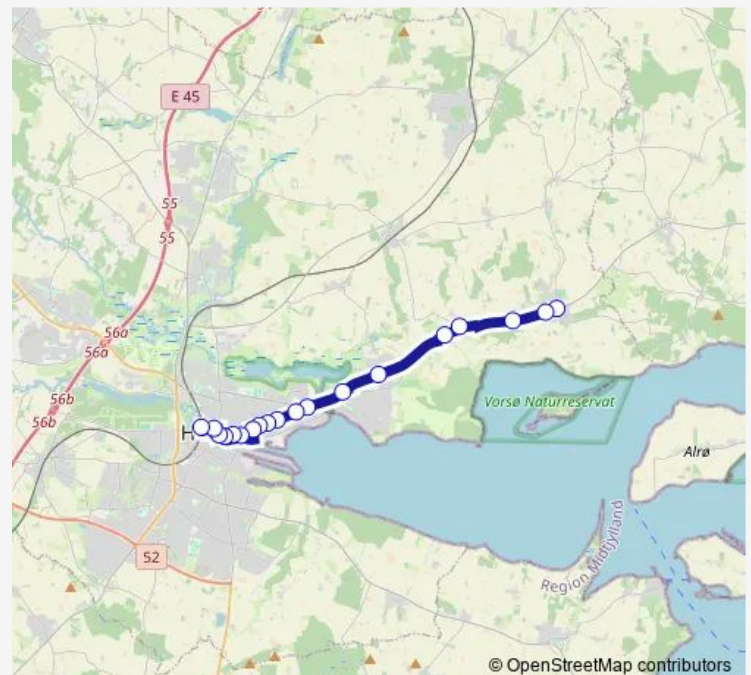 E 45
55
55
56a
56a
56b
56b
H
52
Vorsø Naturreservat
Alrø
Region Midtjylland
© OpenStreetMap contributors